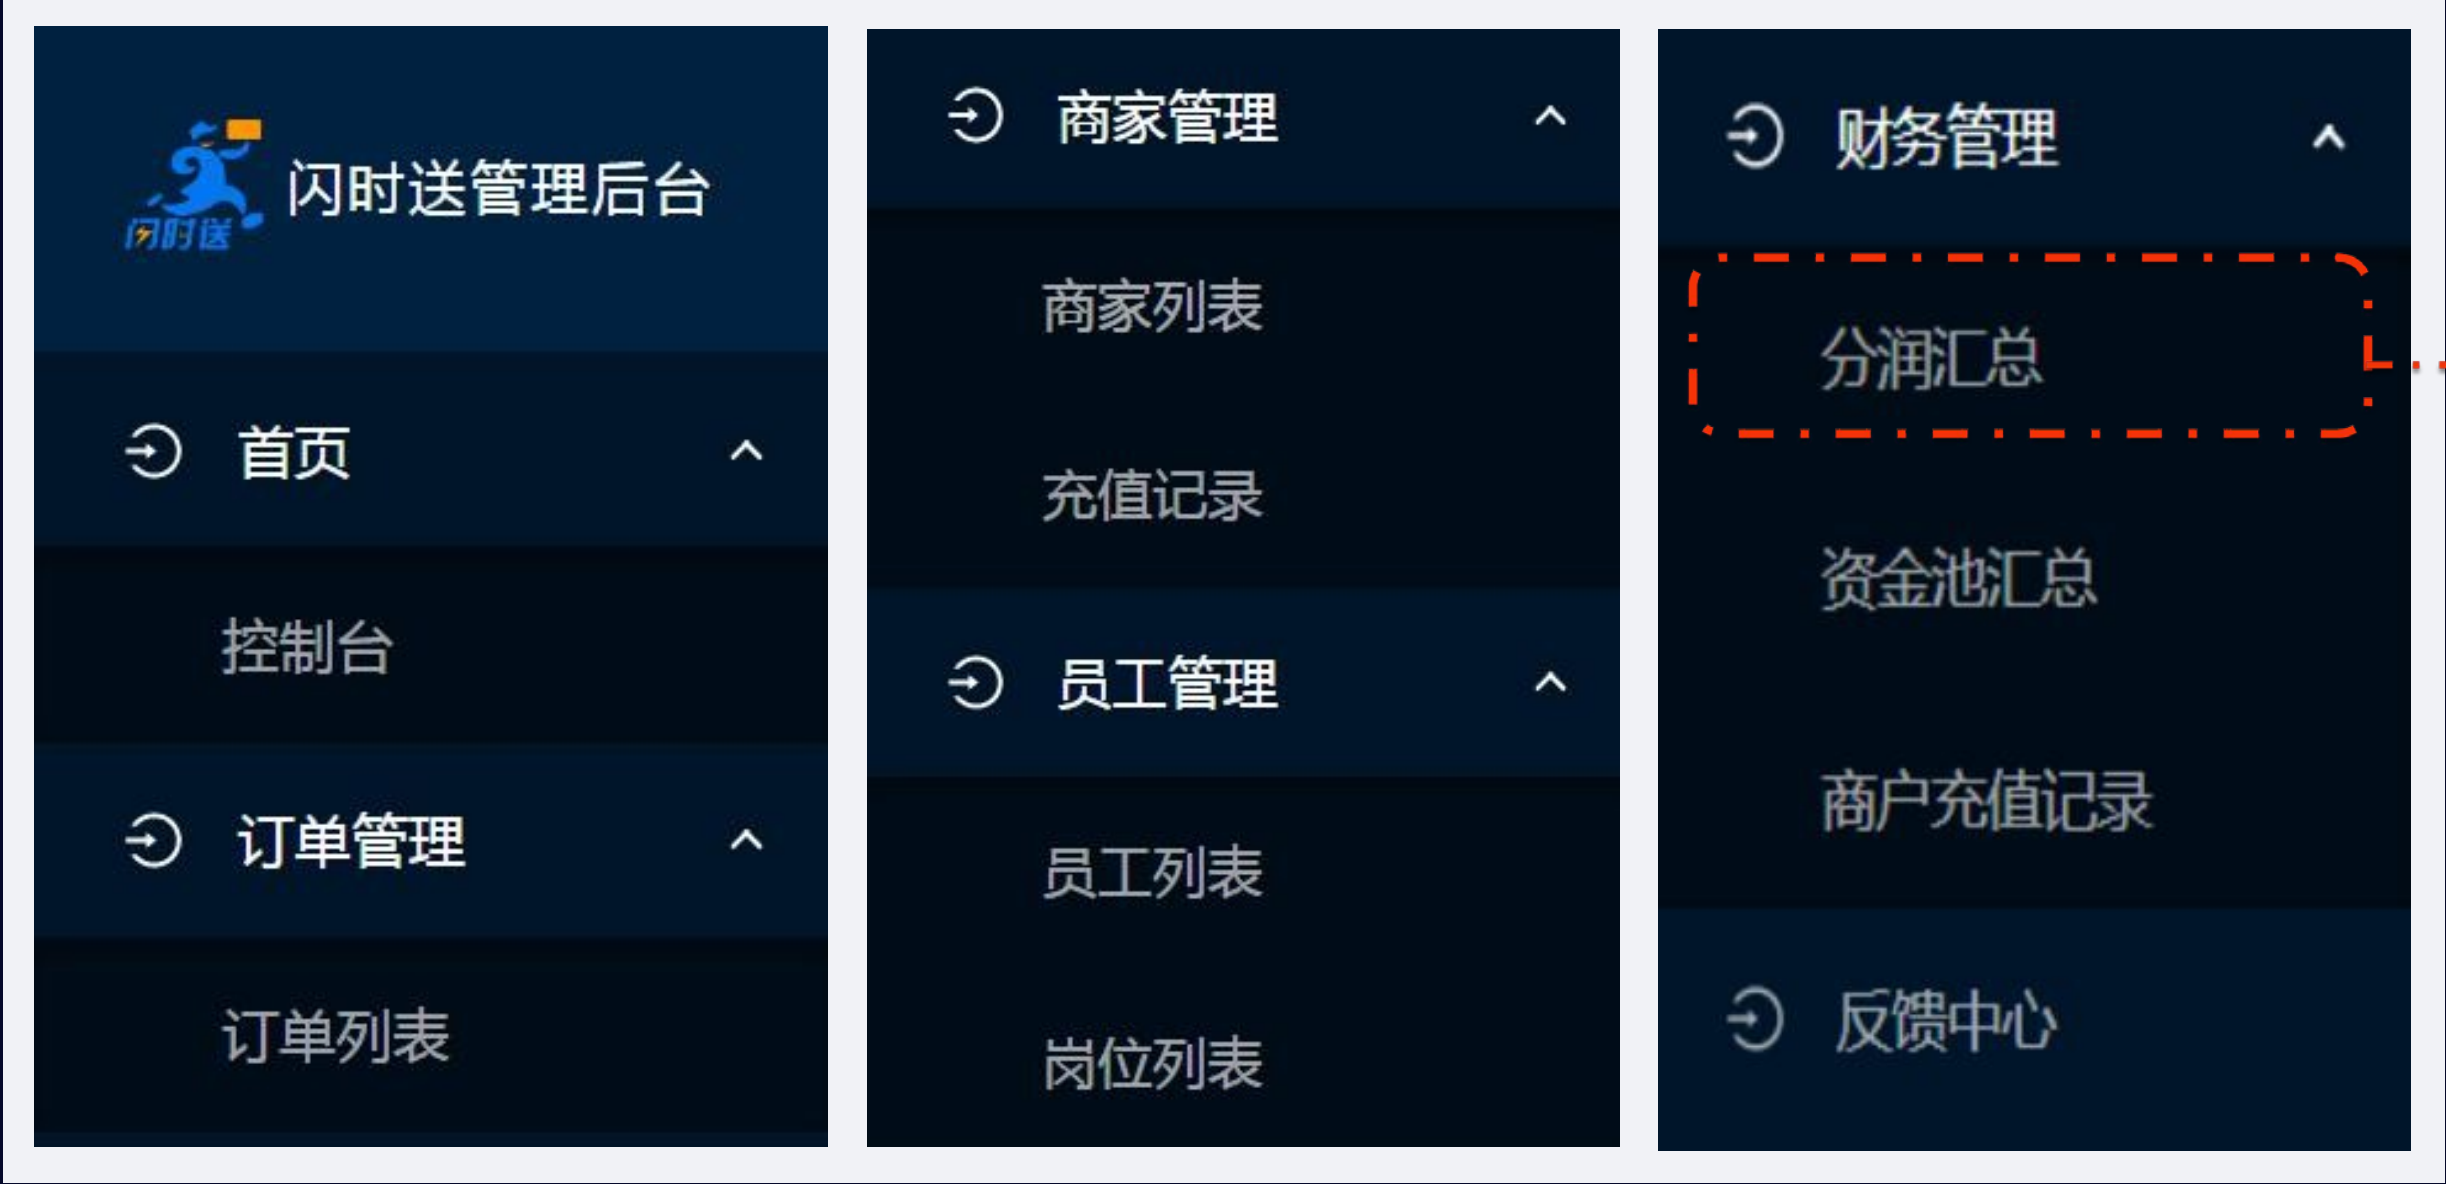 闪时送管理后台
闪时送
首页
控制台
订单管理
订单列表
商家管理
商家列表
充值记录
员工管理
员工列表
岗位列表
财务管理
分润汇总
资金池汇总
商户充值记录
反馈中心